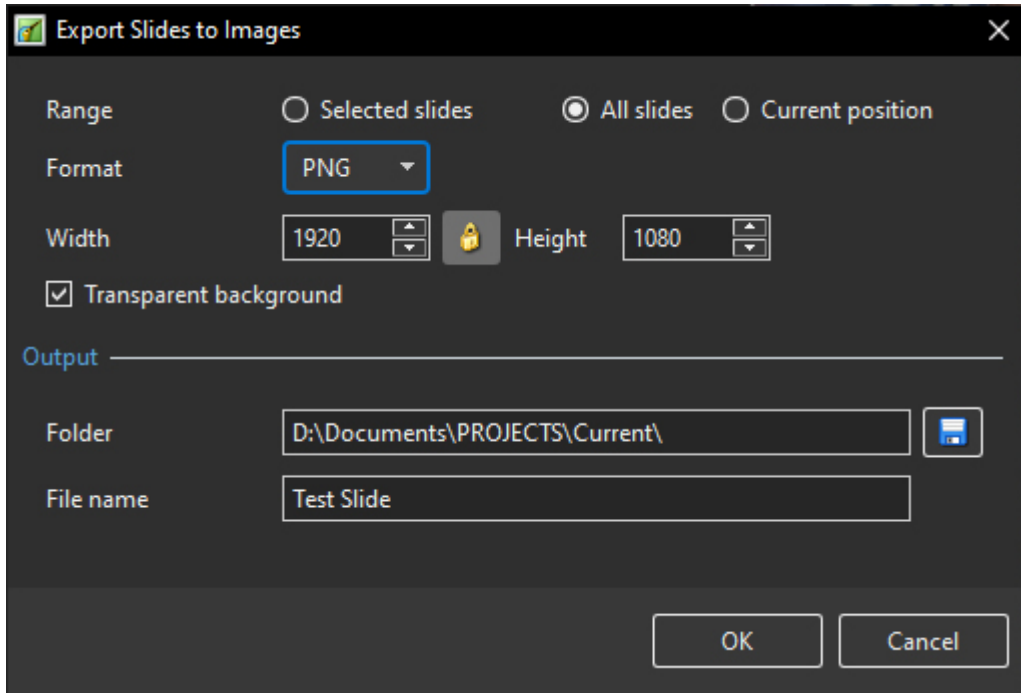 Export Slides to Images
Range Selected slides All slides Current position
Format PNG
Width 1920 Height 1080
Transparent background
Output
Folder D:\Documents\PROJECTS\Current\
File name Test Slide
OK Cancel